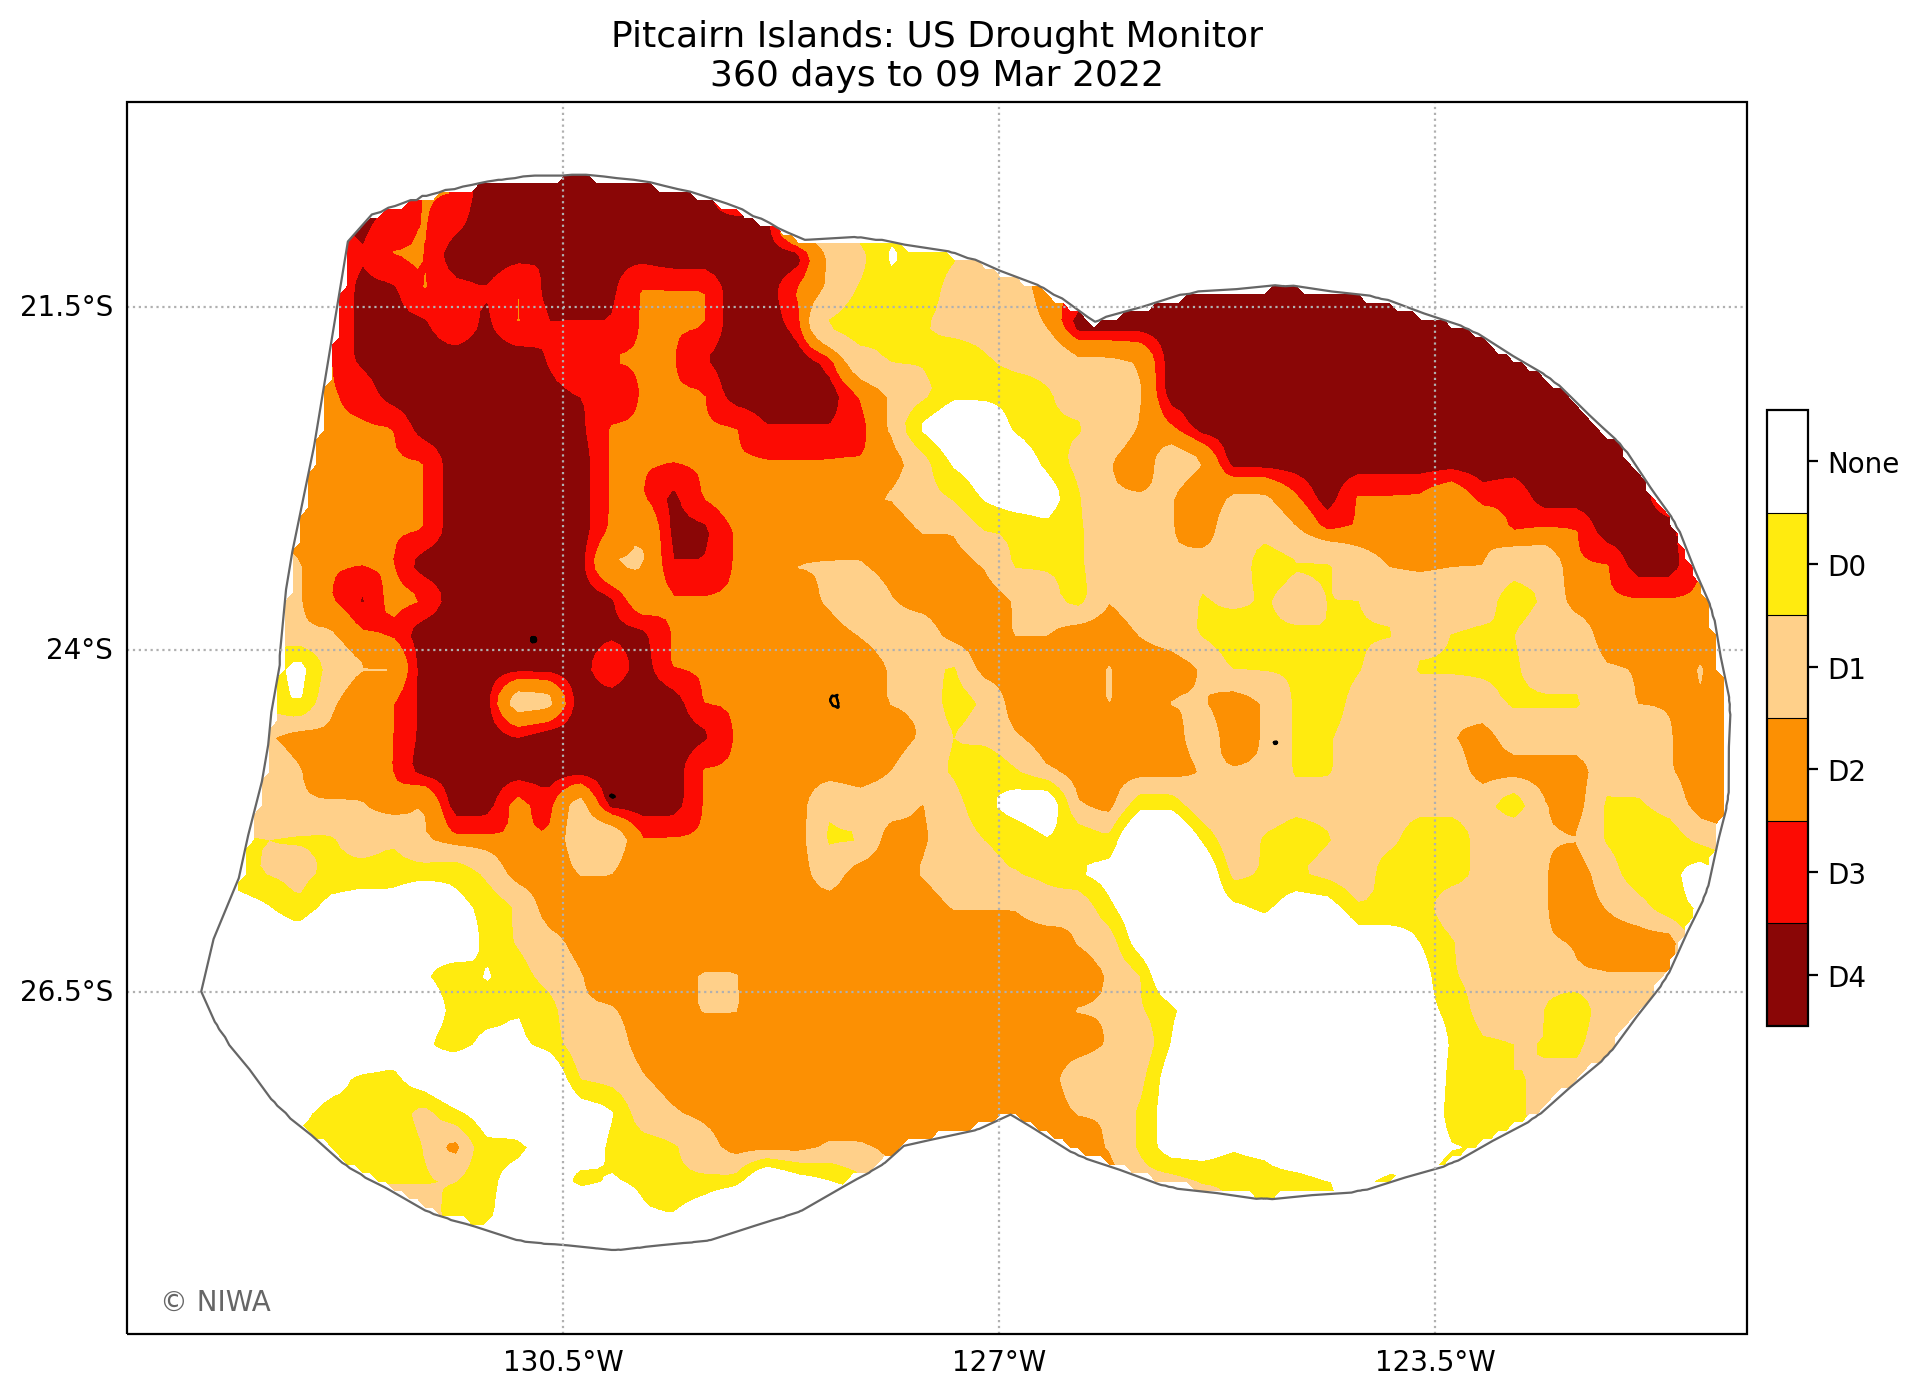 Pitcairn Islands: US Drought Monitor
360 days to 09 Mar 2022
21.5°S
24°S
26.5°S
130.5°W
127°W
123.5°W
None
D0
D1
D2
D3
D4
© NIWA